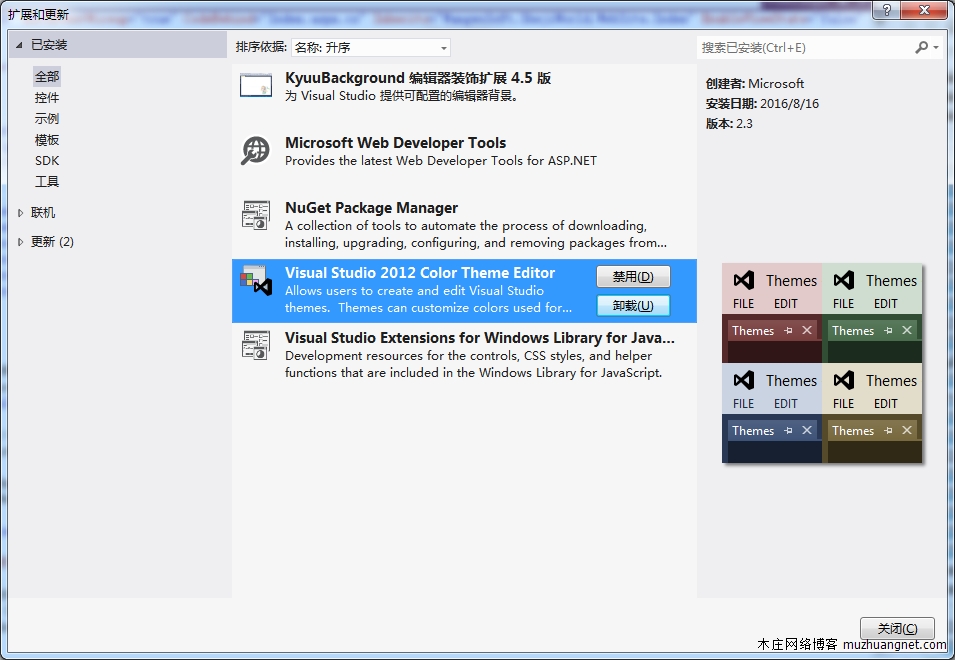 扩展和更新
已安装
全部
控件
示例
模板
SDK
工具
联机
更新 (2)
排序依据: 名称: 升序
KyuuBackground 编辑器装饰扩展 4.5 版
为 Visual Studio 提供可配置的编辑器背景。
Microsoft Web Developer Tools
Provides the latest Web Developer Tools for ASP.NET
NuGet Package Manager
A collection of tools to automate the process of downloading,
installing, upgrading, configuring, and removing packages from...
Visual Studio 2012 Color Theme Editor
Allows users to create and edit Visual Studio
themes. Themes can customize colors used for...
禁用(D)
卸载(U)
Visual Studio Extensions for Windows Library for Java...
Development resources for the controls, CSS styles, and helper
functions that are included in the Windows Library for JavaScript.
搜索已安装(Ctrl+E)
创建者: Microsoft
安装日期: 2016/8/16
版本: 2.3
Themes Themes
FILE EDIT FILE EDIT
Themes Themes
Themes Themes
FILE EDIT FILE EDIT
Themes Themes
关闭(C)
木庄网络博客 muzhuangnet.com